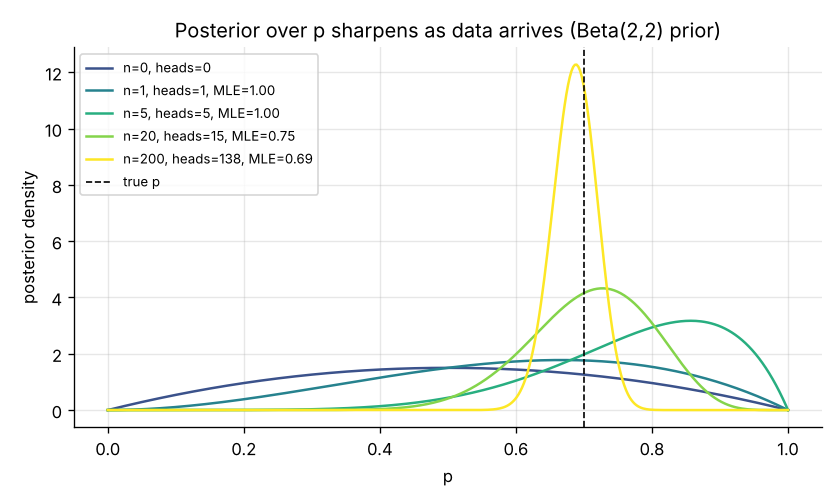 Posterior over p sharpens as data arrives (Beta(2,2) prior)
n=0, heads=0
n=1, heads=1, MLE=1.00
n=5, heads=5, MLE=1.00
n=20, heads=15, MLE=0.75
n=200, heads=138, MLE=0.69
true p
posterior density
12
10
8
6
4
2
0
0.0 0.2 0.4 0.6 0.8 1.0
p